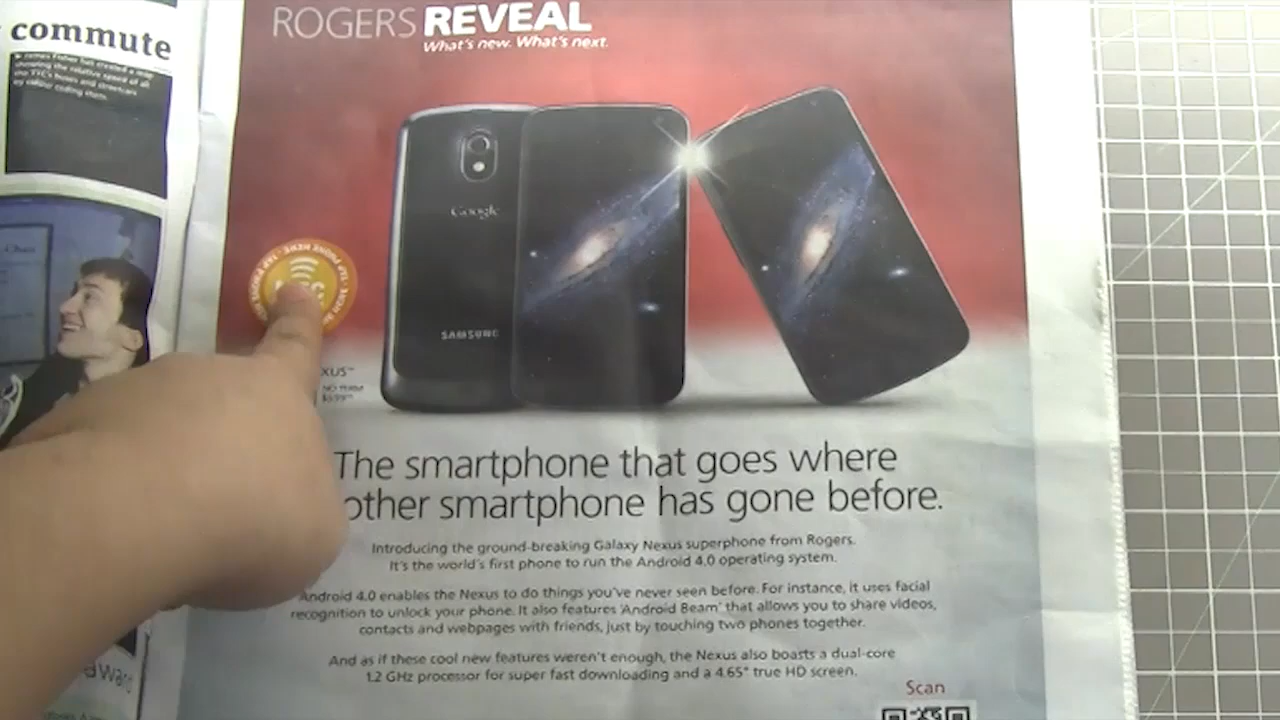 commute
ROGERS REVEAL
What's new. What's next.
Google
SAMSUNG
TAP PHONE HERE
XUS™
The smartphone that goes where
other smartphone has gone before.
Introducing the ground-breaking Galaxy Nexus superphone from Rogers.
It's the world's first phone to run the Android 4.0 operating system.
Android 4.0 enables the Nexus to do things you've never seen before. For instance, it uses facial
recognition to unlock your phone. It also features 'Android Beam' that allows you to share videos,
contacts and webpages with friends, just by touching two phones together.
And as if these cool new features weren't enough, the Nexus also boasts a dual-core
1.2 GHz processor for super fast downloading and a 4.65" true HD screen.
Scan